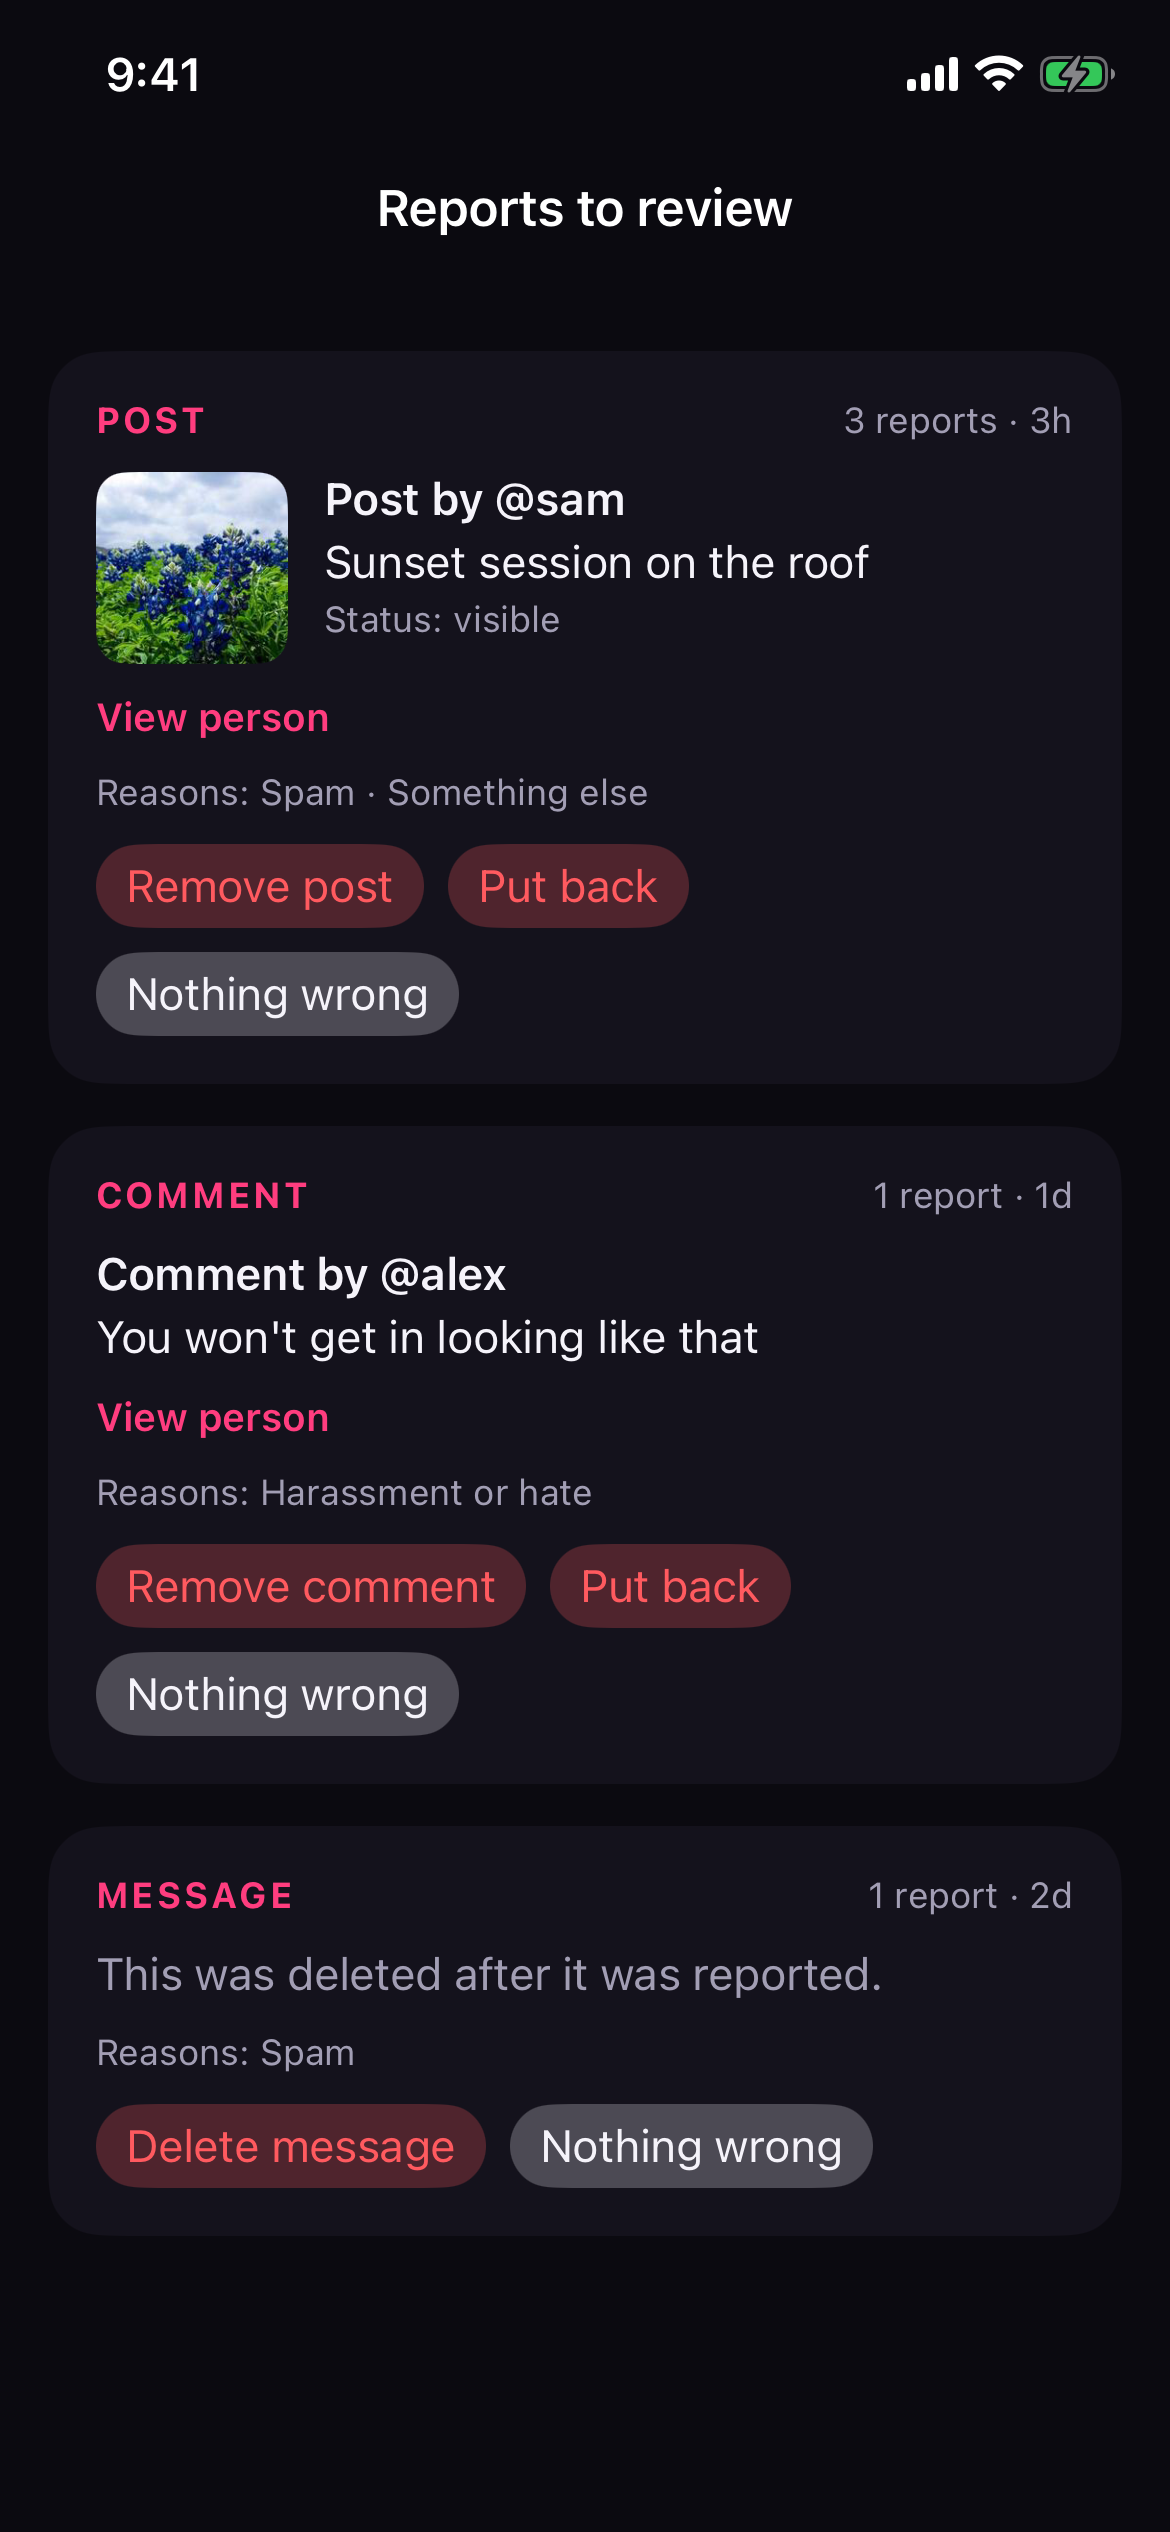 9:41
Reports to review
POST
3 reports · 3h
Post by @sam
Sunset session on the roof
Status: visible
View person
Reasons: Spam · Something else
Remove post
Put back
Nothing wrong
COMMENT
1 report · 1d
Comment by @alex
You won't get in looking like that
View person
Reasons: Harassment or hate
Remove comment
Put back
Nothing wrong
MESSAGE
1 report · 2d
This was deleted after it was reported.
Reasons: Spam
Delete message
Nothing wrong